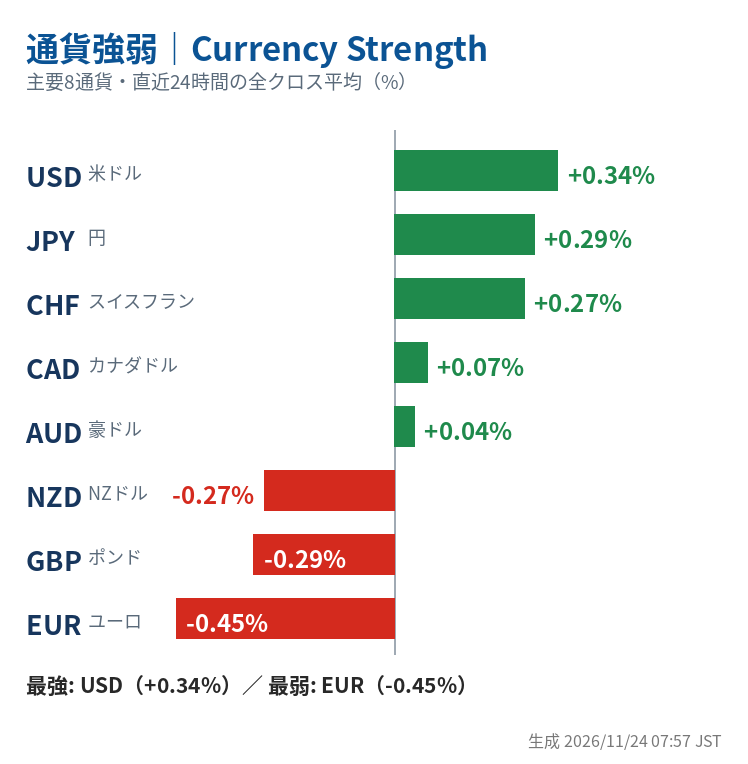 通貨強弱｜Currency Strength
主要8通貨・直近24時間の全クロス平均（%）
USD 米ドル +0.34%
JPY 円 +0.29%
CHF スイスフラン +0.27%
CAD カナダドル +0.07%
AUD 豪ドル +0.04%
NZD NZドル -0.27%
GBP ポンド -0.29%
EUR ユーロ -0.45%
最強: USD（+0.34%）／ 最弱: EUR（-0.45%）
生成 2026/11/24 07:57 JST